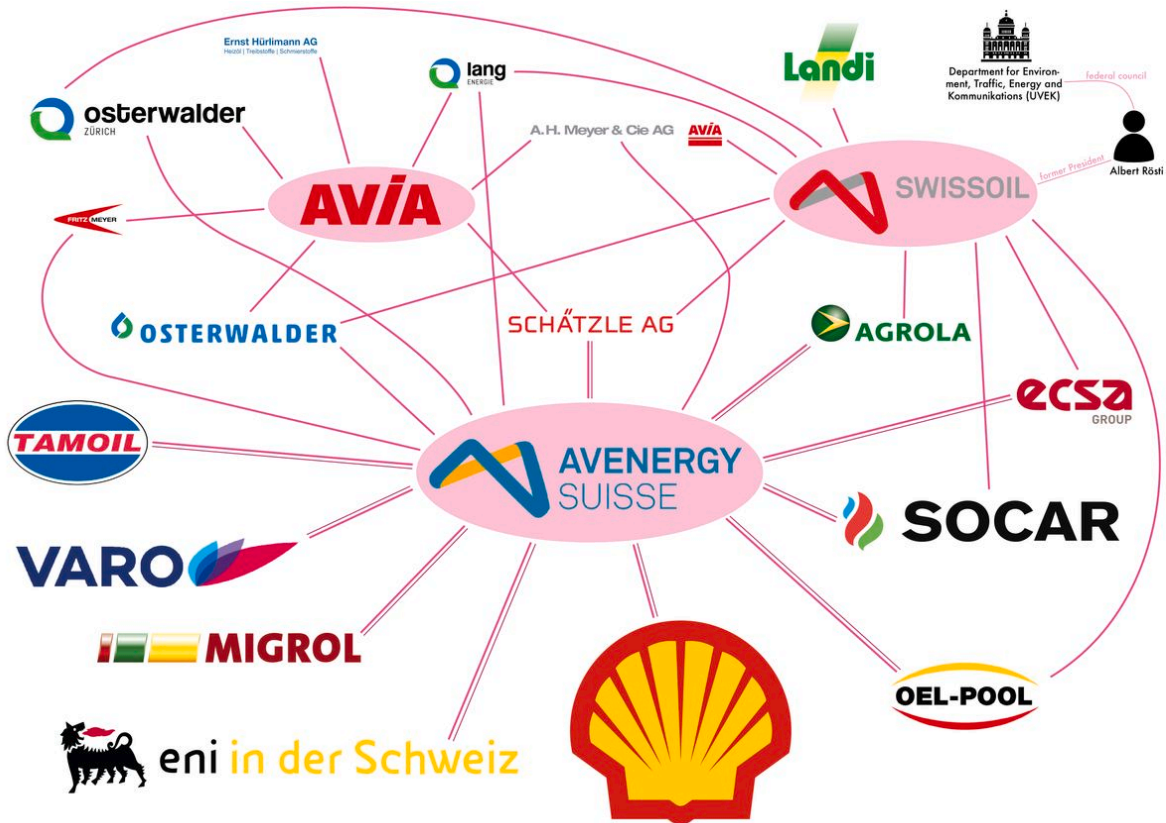 Ernst Hürlimann AG
Heizöl | Treibstoffe | Schmierstoffe
lang
ENERGIE
Landi
Department for Environ-
ment, Traffic, Energy and
Kommunikations (UVEK)
federal council
osterwalder
ZÜRICH
A.H. Meyer & Cie AG
AVIA
former President
Albert Rösti
AVIA
SWISSOIL
FRITZ MEYER
OSTERWALDER
SCHÄTZLE AG
AGROLA
ecsa
GROUP
TAMOIL
AVENERGY
SUISSE
SOCAR
VARO
MIGROL
OEL-POOL
eni in der Schweiz